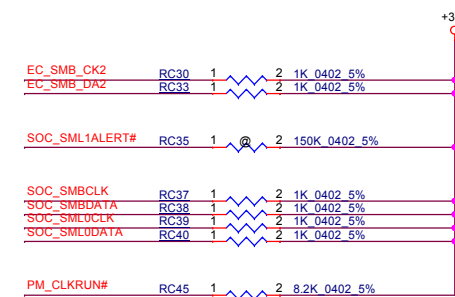 +3
EC_SMB_CK2 RC30 1 2 1K_0402_5%
EC_SMB_DA2 RC33 1 2 1K_0402_5%
SOC_SML1ALERT# RC35 1 @ 2 150K_0402_5%
SOC_SMBCLK RC37 1 2 1K_0402_5%
SOC_SMBDATA RC38 1 2 1K_0402_5%
SOC_SML0CLK RC39 1 2 1K_0402_5%
SOC_SML0DATA RC40 1 2 1K_0402_5%
PM_CLKRUN# RC45 1 2 8.2K_0402_5%